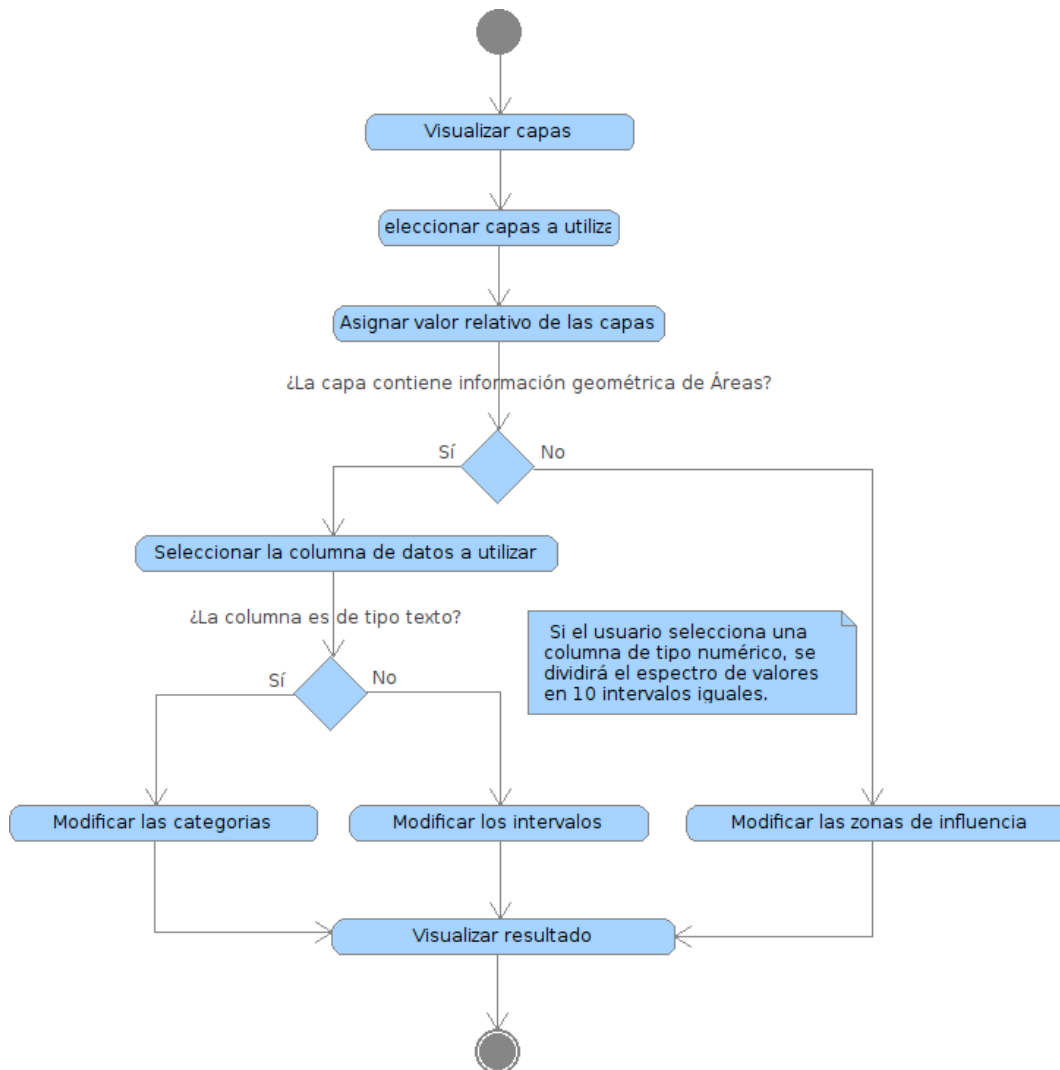 Visualizar capas
eleccionar capas a utiliza
Asignar valor relativo de las capas
¿La capa contiene información geométrica de Áreas?
Sí
No
Seleccionar la columna de datos a utilizar
¿La columna es de tipo texto?
Si el usuario selecciona una
columna de tipo numérico, se
dividirá el espectro de valores
en 10 intervalos iguales.
Sí
No
Modificar las categorias
Modificar los intervalos
Modificar las zonas de influencia
Visualizar resultado